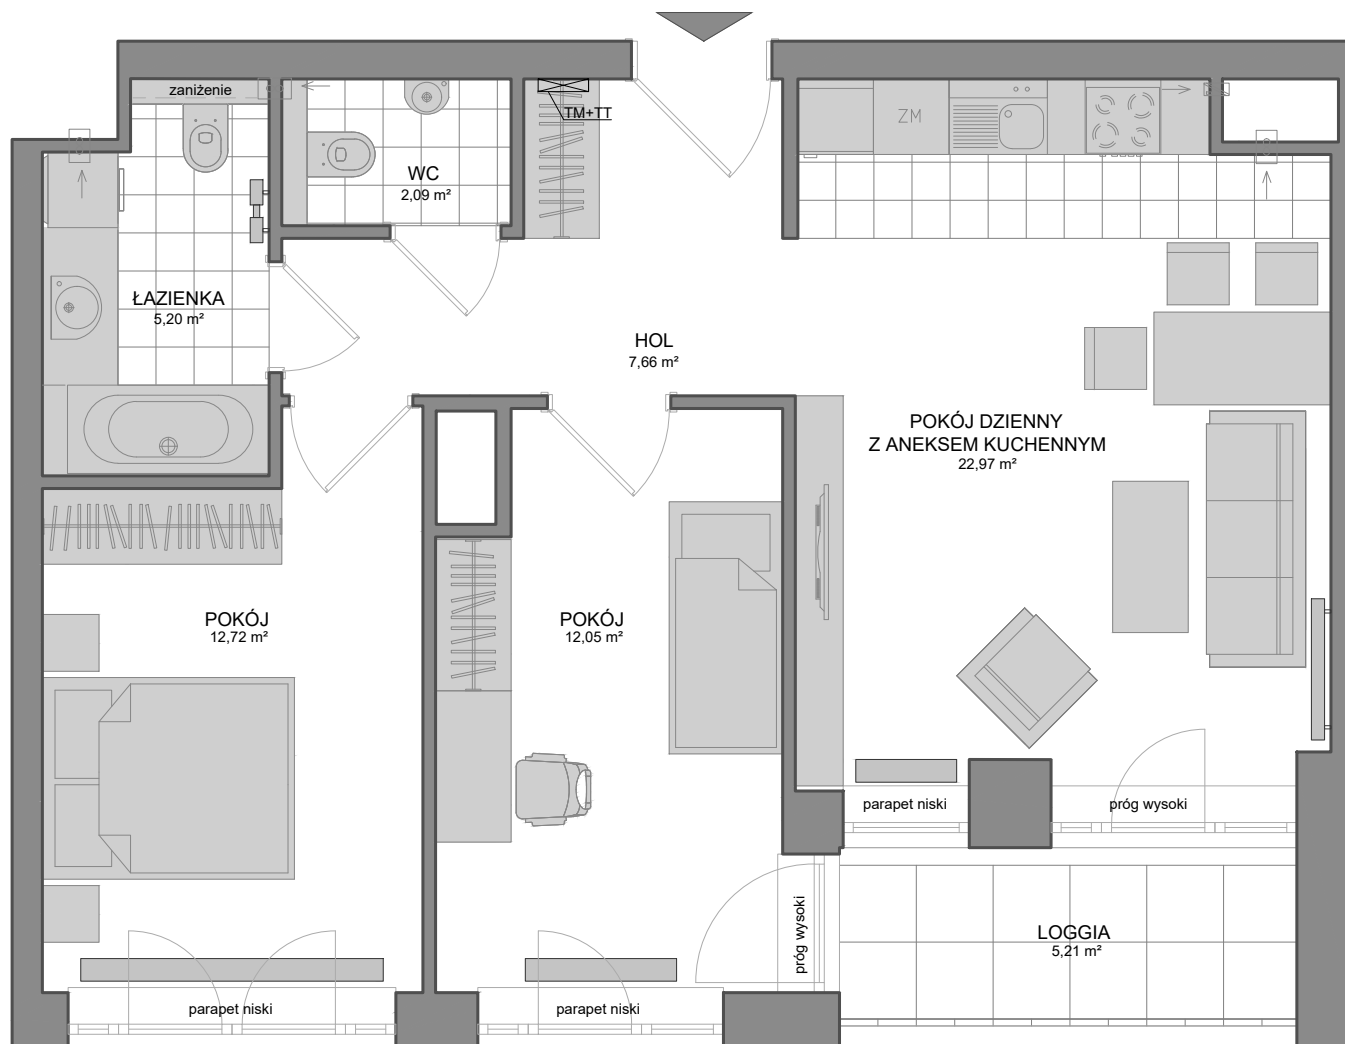 zaniżenie
TM+TT
ZM
WC
2,09 m²
ŁAZIENKA
5,20 m²
HOL
7,66 m²
POKÓJ DZIENNY
Z ANEKSEM KUCHENNYM
22,97 m²
POKÓJ
12,72 m²
POKÓJ
12,05 m²
parapet niski
próg wysoki
próg wysoki
LOGGIA
5,21 m²
parapet niski
parapet niski